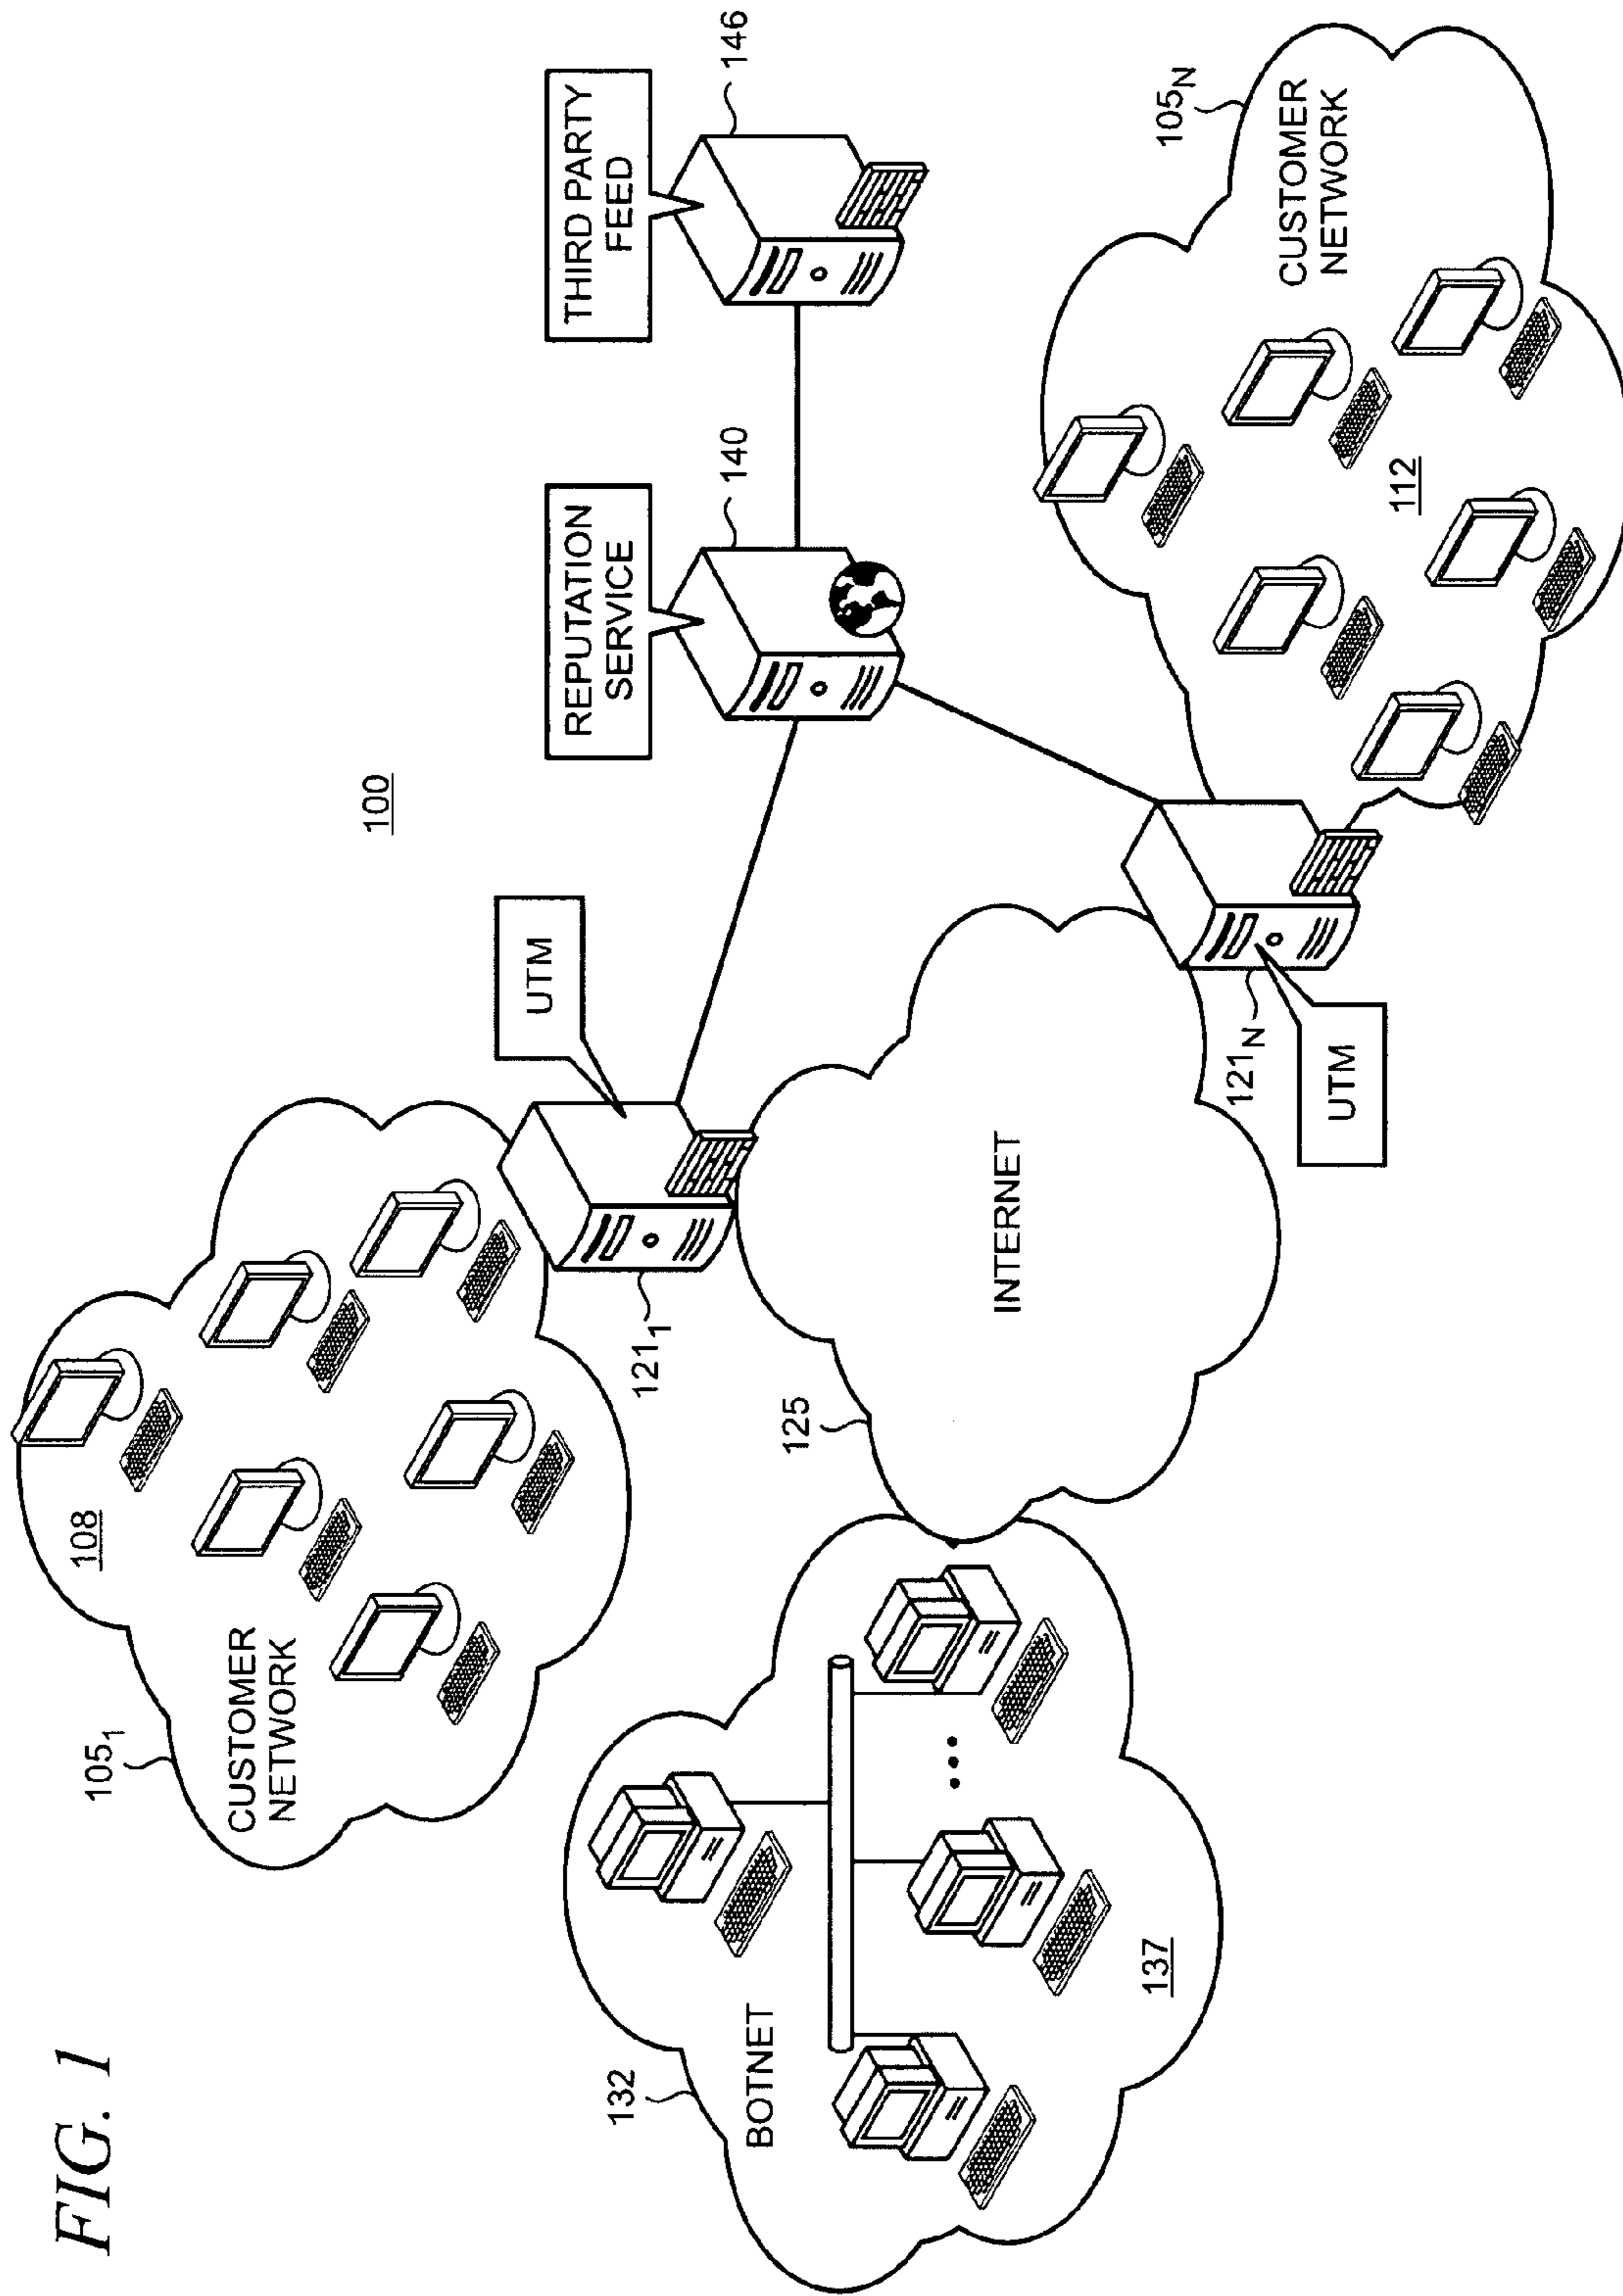 FIG. 1
100
105₁
CUSTOMER
NETWORK
108
UTM
121₁
REPUTATION
SERVICE
140
THIRD PARTY
FEED
146
132
BOTNET
137
125
INTERNET
121N
UTM
105N
CUSTOMER
NETWORK
112